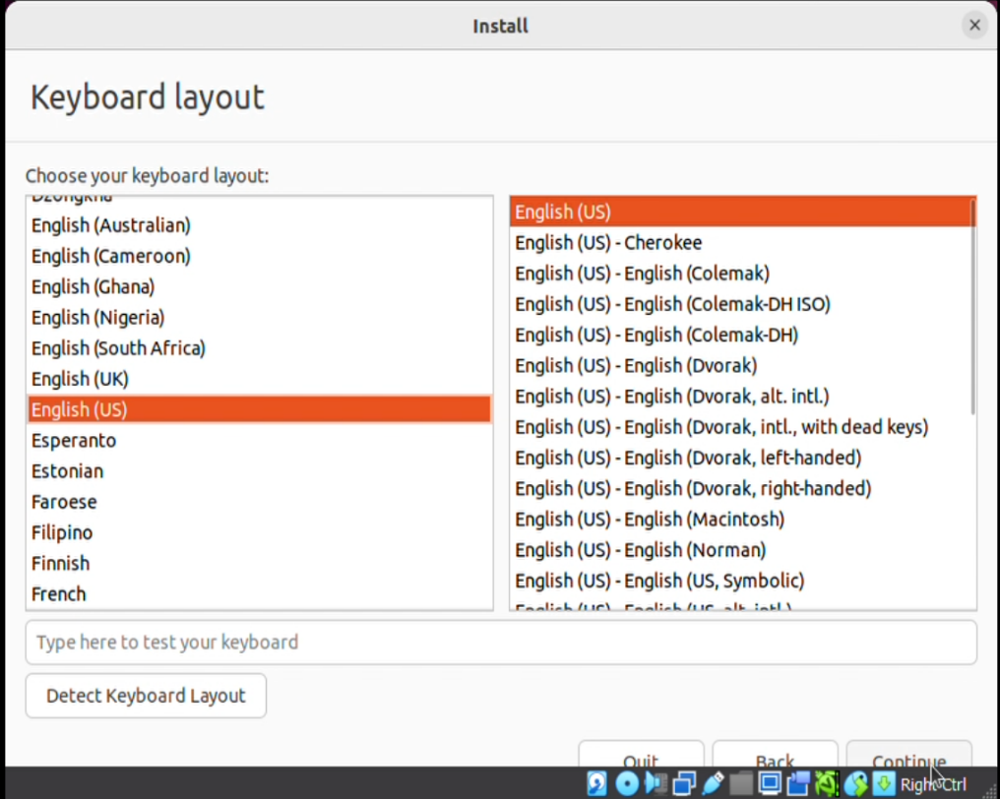 Install
Keyboard layout
Choose your keyboard layout:
Dzongkha
English (Australian)
English (Cameroon)
English (Ghana)
English (Nigeria)
English (South Africa)
English (UK)
English (US)
Esperanto
Estonian
Faroese
Filipino
Finnish
French
English (US)
English (US) - Cherokee
English (US) - English (Colemak)
English (US) - English (Colemak-DH ISO)
English (US) - English (Colemak-DH)
English (US) - English (Dvorak)
English (US) - English (Dvorak, alt. intl.)
English (US) - English (Dvorak, intl., with dead keys)
English (US) - English (Dvorak, left-handed)
English (US) - English (Dvorak, right-handed)
English (US) - English (Macintosh)
English (US) - English (Norman)
English (US) - English (US, Symbolic)
English (US) - English (US, alt. intl.)
Type here to test your keyboard
Detect Keyboard Layout
Quit Back Continue
Right Ctrl